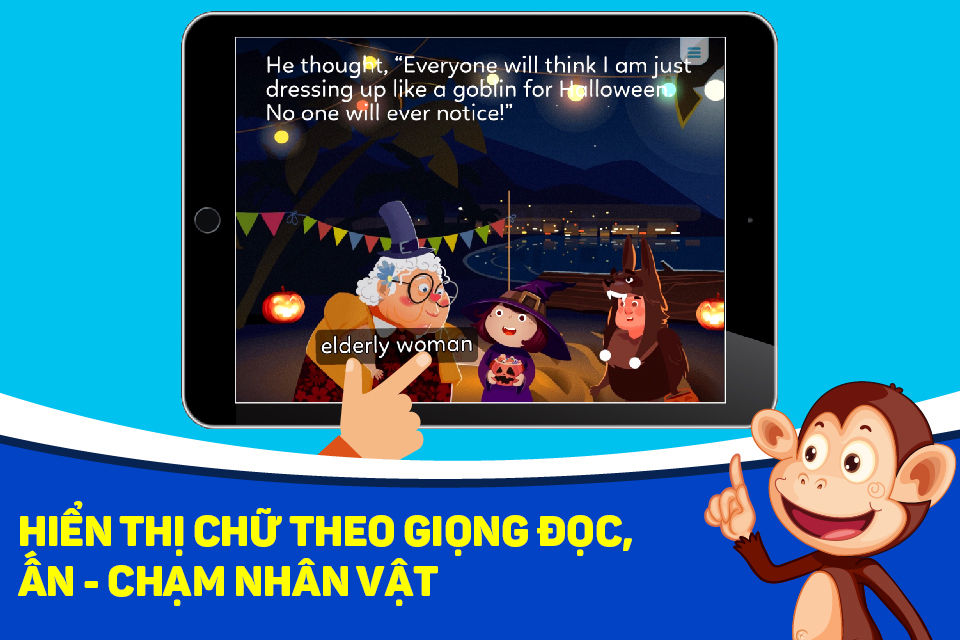 He thought, “Everyone will think I am just
dressing up like a goblin for Halloween.
No one will ever notice!”
elderly woman
HIỂN THỊ CHỮ THEO GIỌNG ĐỌC,
ẤN - CHẠM NHÂN VẬT